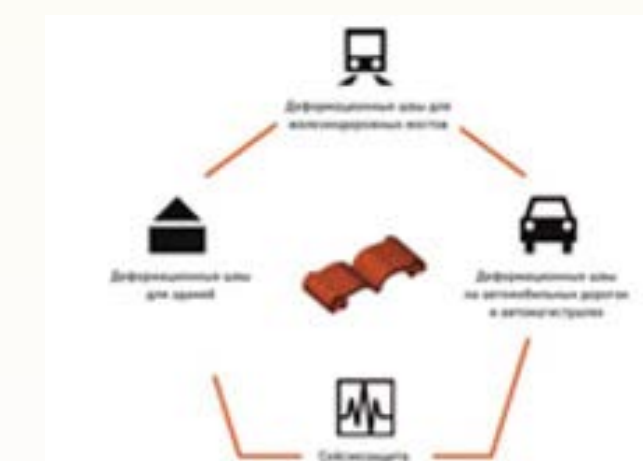 Деформационные швы для
железнодорожных мостов
Деформационные швы
для зданий
Деформационные швы
на автомобильных дорогах
и автомагистралях
Сейсмозащита